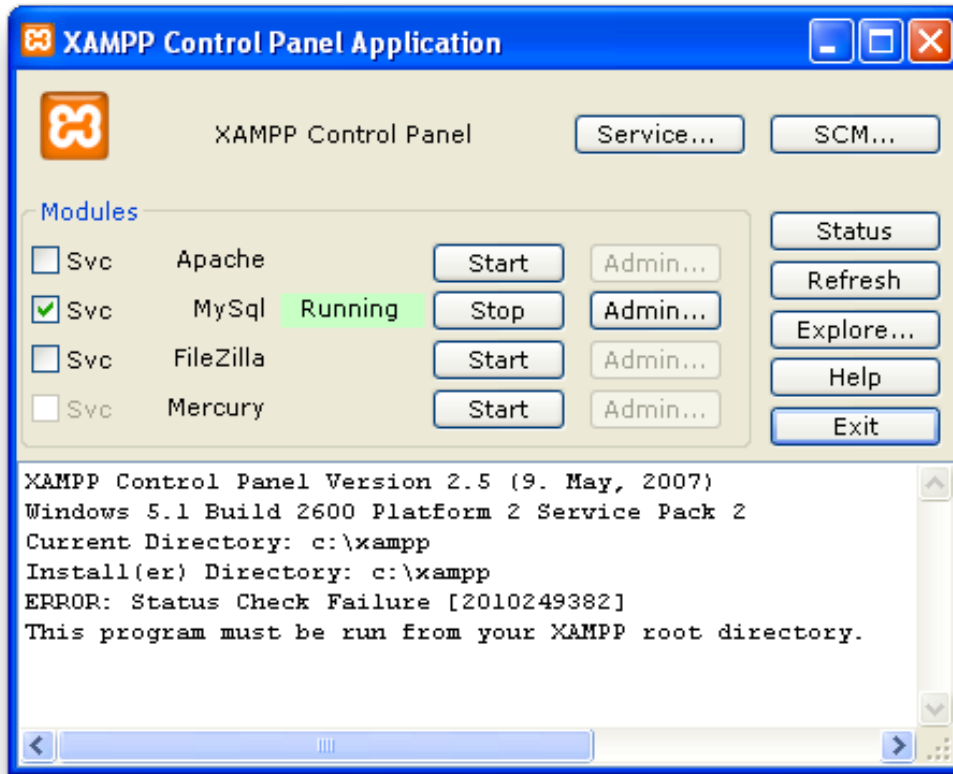 XAMPP Control Panel Application
XAMPP Control Panel Service... SCM...
Modules
Svc Apache Start Admin...
Svc MySql Running Stop Admin...
Svc FileZilla Start Admin...
Svc Mercury Start Admin...
Status
Refresh
Explore...
Help
Exit
XAMPP Control Panel Version 2.5 (9. May, 2007)
Windows 5.1 Build 2600 Platform 2 Service Pack 2
Current Directory: c:\xampp
Install(er) Directory: c:\xampp
ERROR: Status Check Failure [2010249382]
This program must be run from your XAMPP root directory.